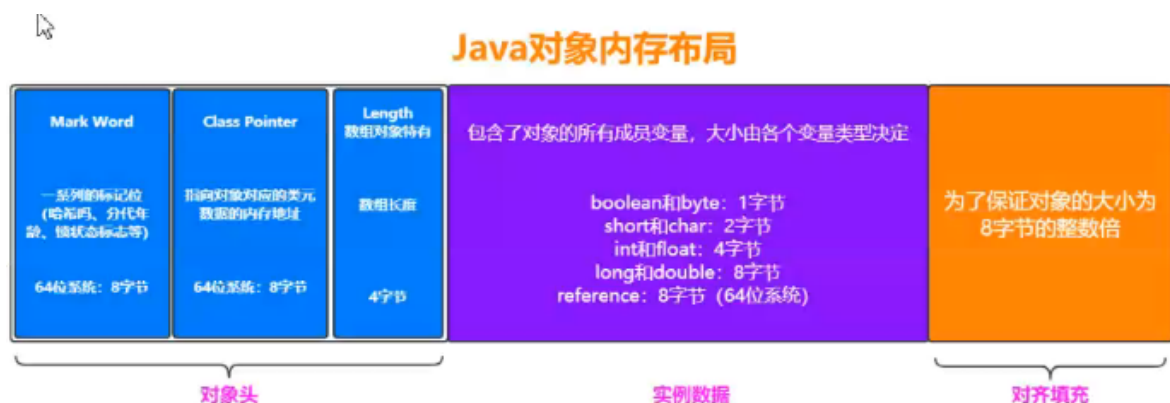 Java对象内存布局
Mark Word
一系列的标记位
(哈希码、分代年
龄、锁状态标志等)
64位系统：8字节
Class Pointer
指向对象对应的类元
数据的内存地址
64位系统：8字节
Length
数组对象特有
数组长度
4字节
包含了对象的所有成员变量，大小由各个变量类型决定
boolean和byte：1字节
short和char：2字节
int和float：4字节
long和double：8字节
reference：8字节（64位系统)
为了保证对象的大小为
8字节的整数倍
对象头
实例数据
对齐填充